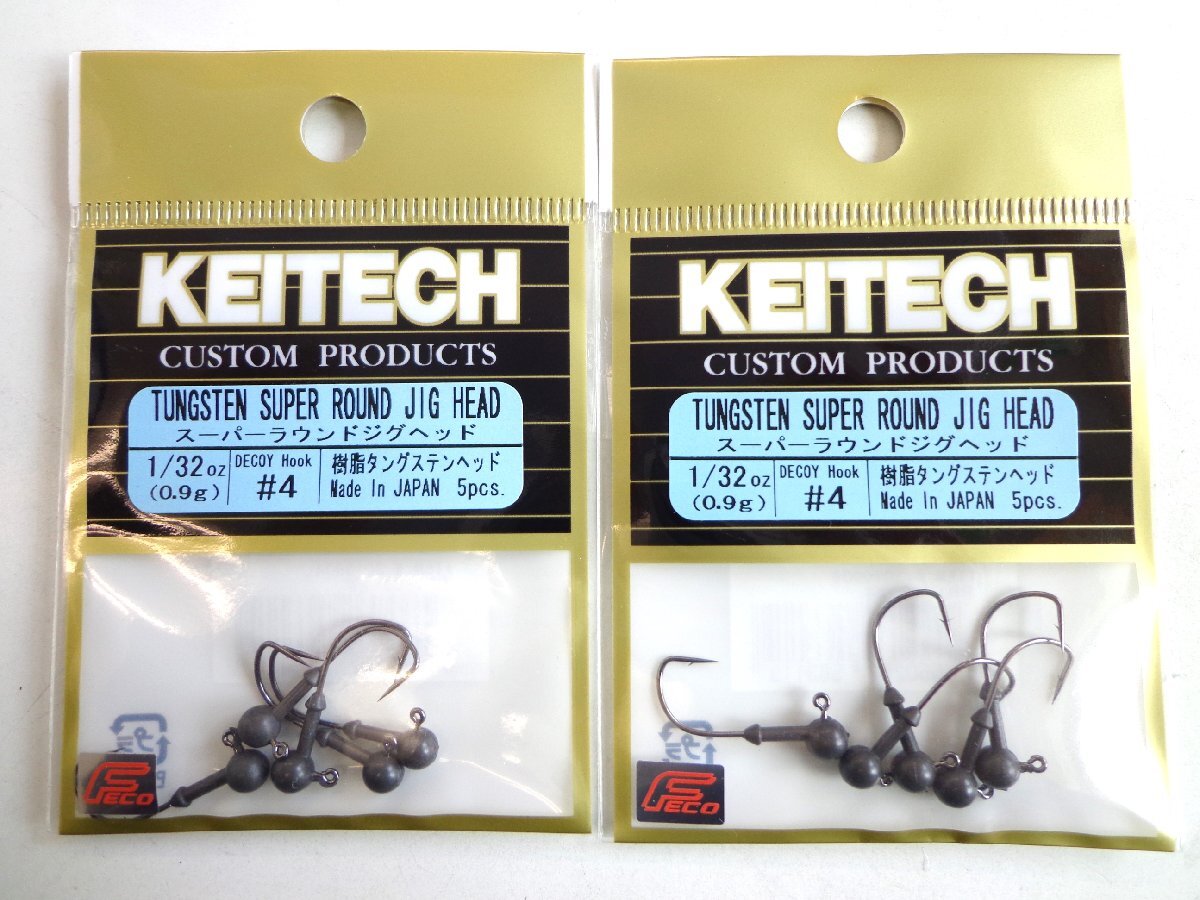 KEITECH
CUSTOM PRODUCTS
TUNGSTEN SUPER ROUND JIG HEAD
スーパーラウンドジグヘッド
1/32oz
(0.9g)
DECOY Hook
#4
樹脂タングステンヘッド
Made In JAPAN 5pcs.
プラ
FECO
KEITECH
CUSTOM PRODUCTS
TUNGSTEN SUPER ROUND JIG HEAD
スーパーラウンドジグヘッド
1/32oz
(0.9g)
DECOY Hook
#4
樹脂タングステンヘッド
Made In JAPAN 5pcs.
プラ
FECO